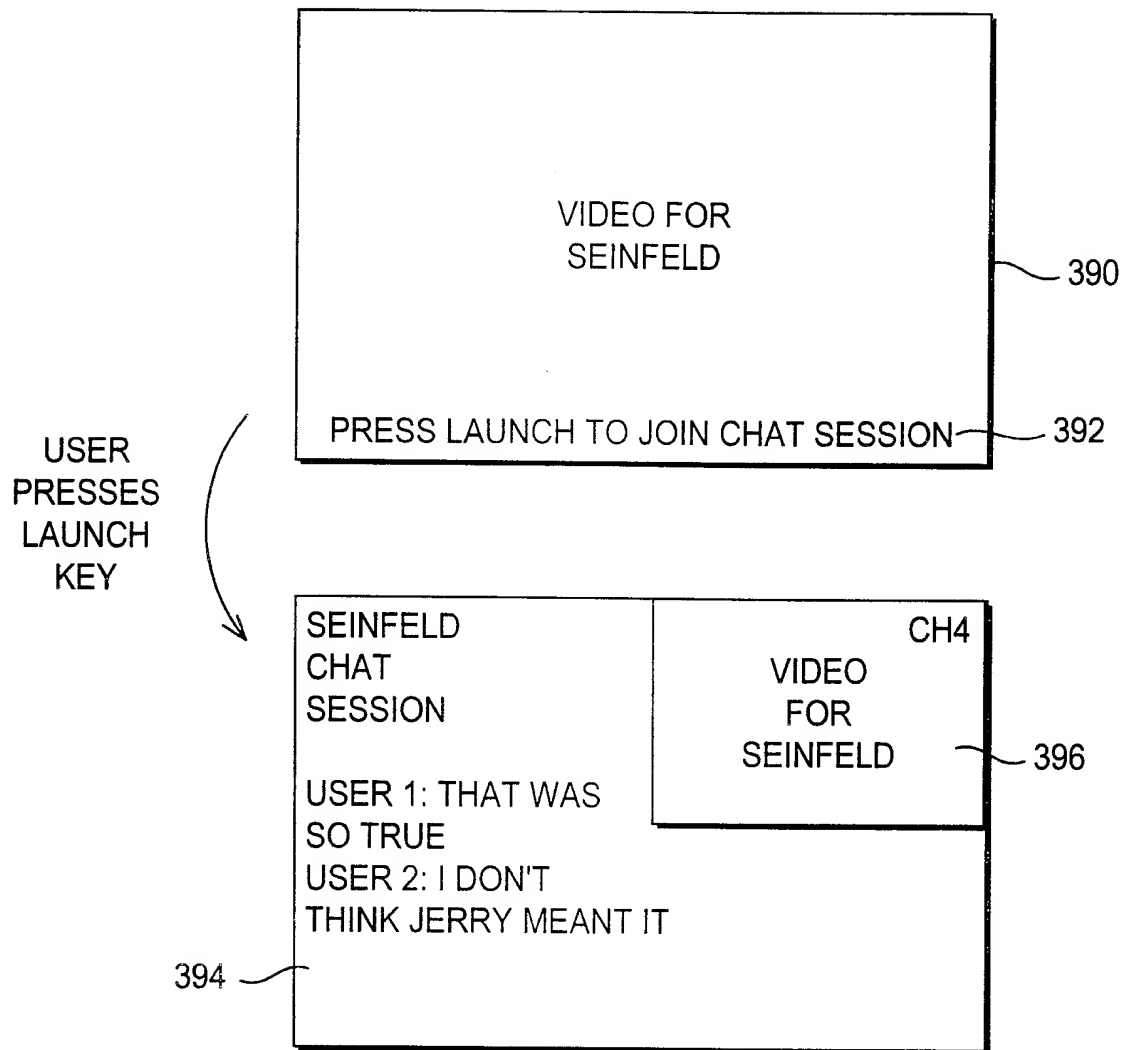 VIDEO FOR
SEINFELD
390
PRESS LAUNCH TO JOIN CHAT SESSION
392
USER
PRESSES
LAUNCH
KEY
SEINFELD
CHAT
SESSION
CH4
VIDEO
FOR
SEINFELD
396
USER 1: THAT WAS
SO TRUE
USER 2: I DON'T
THINK JERRY MEANT IT
394